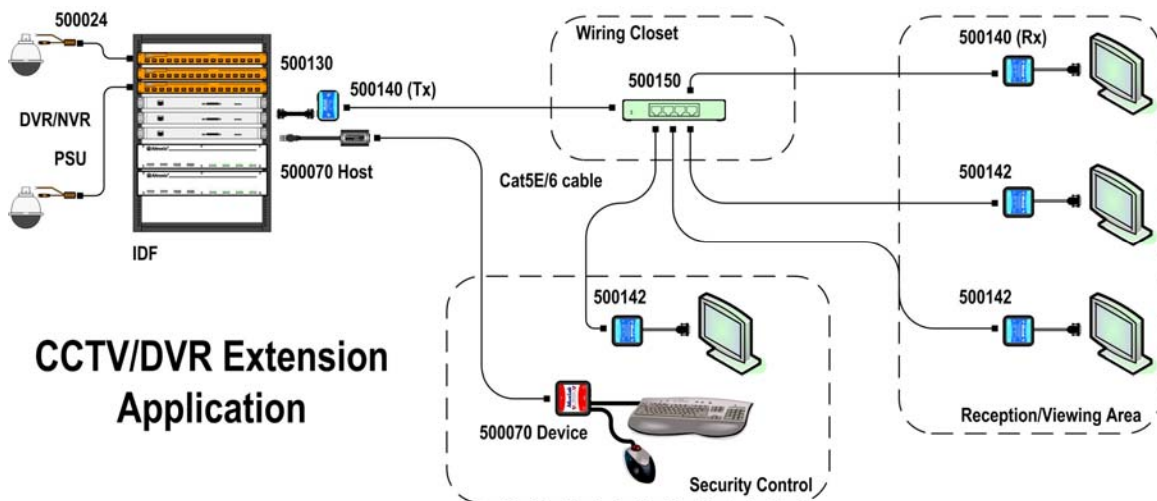 500024
Wiring Closet
500140 (Rx)
500130
500150
500140 (Tx)
DVR/NVR
PSU
500070 Host
Cat5E/6 cable
500142
IDF
500142
500142
CCTV/DVR Extension
Application
500070 Device
Reception/Viewing Area
Security Control